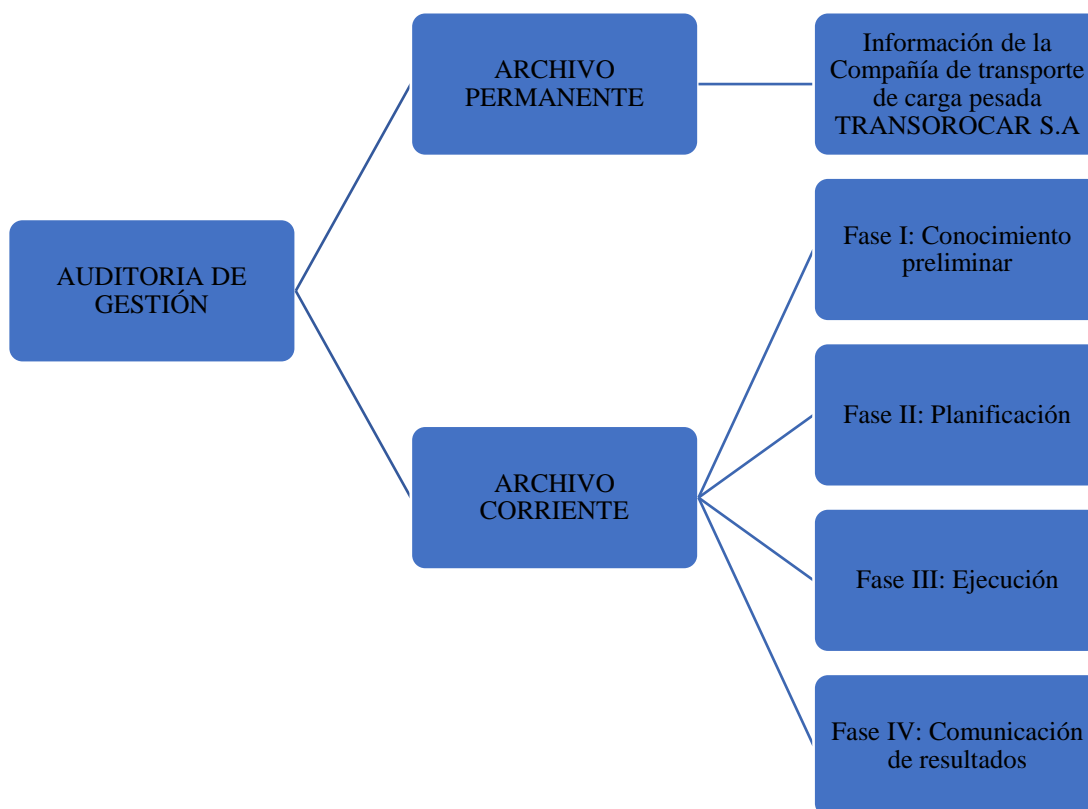 AUDITORIA DE
GESTIÓN
ARCHIVO
PERMANENTE
Información de la
Compañía de transporte
de carga pesada
TRANSOROCAR S.A
ARCHIVO
CORRIENTE
Fase I: Conocimiento
preliminar
Fase II: Planificación
Fase III: Ejecución
Fase IV: Comunicación
de resultados